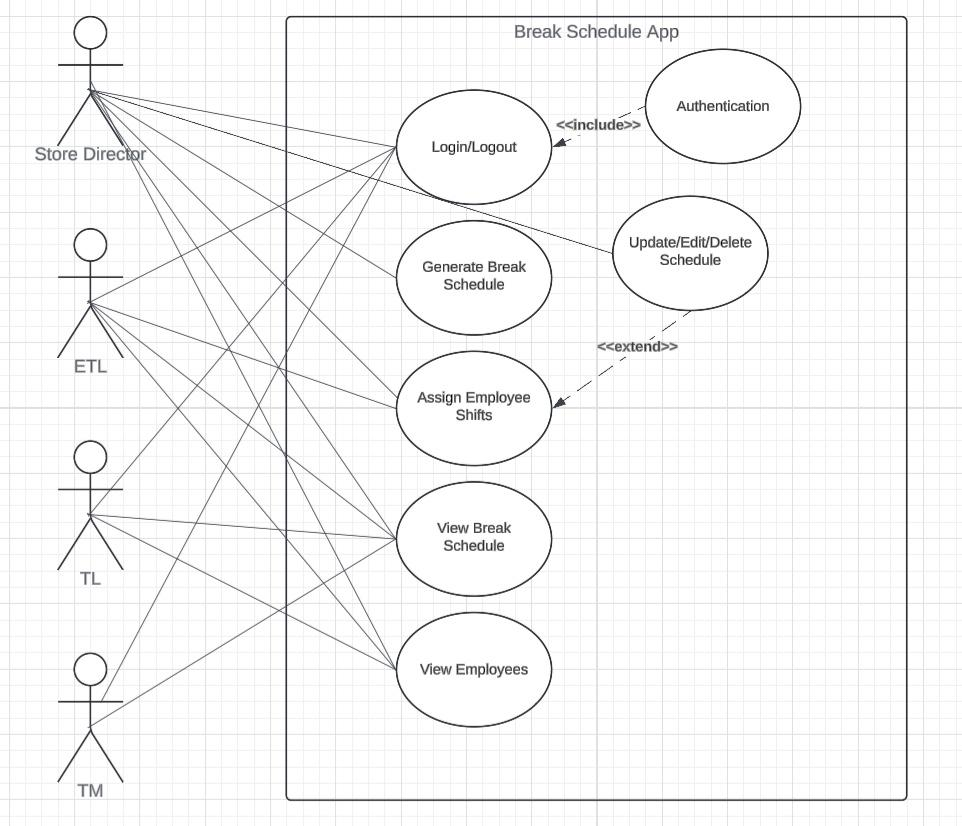 Break Schedule App
Authentication
<<include>>
Login/Logout
Store Director
Update/Edit/Delete
Schedule
Generate Break
Schedule
<<extend>>
ETL
Assign Employee
Shifts
View Break
Schedule
TL
View Employees
TM